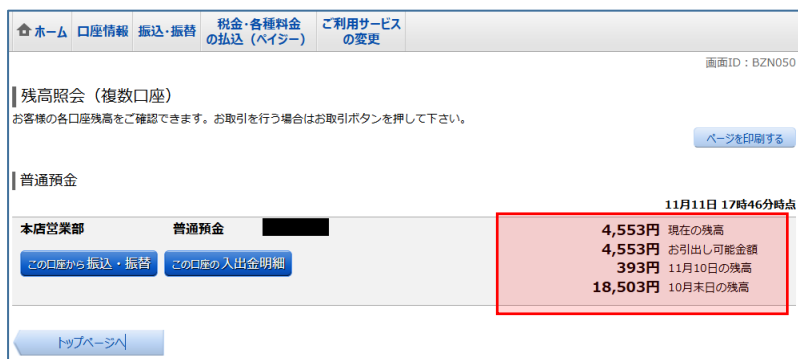 ホーム 口座情報 振込・振替 税金・各種料金の払込（ペイジー） ご利用サービスの変更
画面ID：BZN050
残高照会（複数口座）
お客様の各口座残高をご確認できます。お取引を行う場合はお取引ボタンを押して下さい。
ページを印刷する
普通預金
11月11日 17時46分時点
本店営業部 普通預金
この口座から振込・振替 この口座の入出金明細
4,553円 現在の残高
4,553円 お引出し可能金額
393円 11月10日の残高
18,503円 10月末日の残高
トップページへ